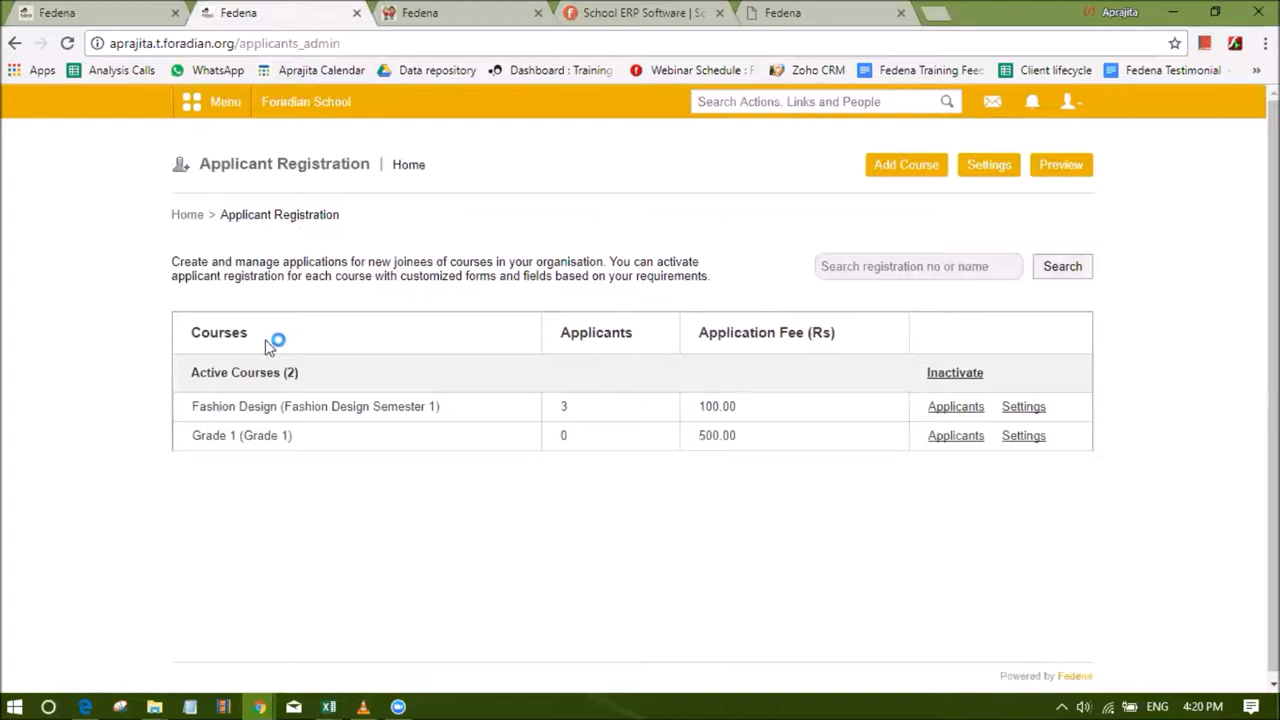 Fedena
Fedena
Fedena
School ERP Software | Sc
Fedena
Aprajita
aprajita.t.foradian.org/applicants_admin
Apps
Analysis Calls
WhatsApp
Aprajita Calendar
Data repository
Dashboard : Training
Webinar Schedule : F
Zoho CRM
Fedena Training Feed
Client lifecycle
Fedena Testimonial
»
Menu
Foradian School
Search Actions, Links and People
Applicant Registration | Home
Add Course
Settings
Preview
Home > Applicant Registration
Create and manage applications for new joinees of courses in your organisation. You can activate
applicant registration for each course with customized forms and fields based on your requirements.
Search registration no or name
Search
Courses Applicants Application Fee (Rs)
Active Courses (2) Inactivate
Fashion Design (Fashion Design Semester 1) 3 100.00 Applicants Settings
Grade 1 (Grade 1) 0 500.00 Applicants Settings
Powered by Fedena
ENG 4:20 PM